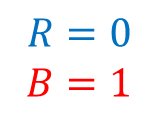 R = 0
B = 1